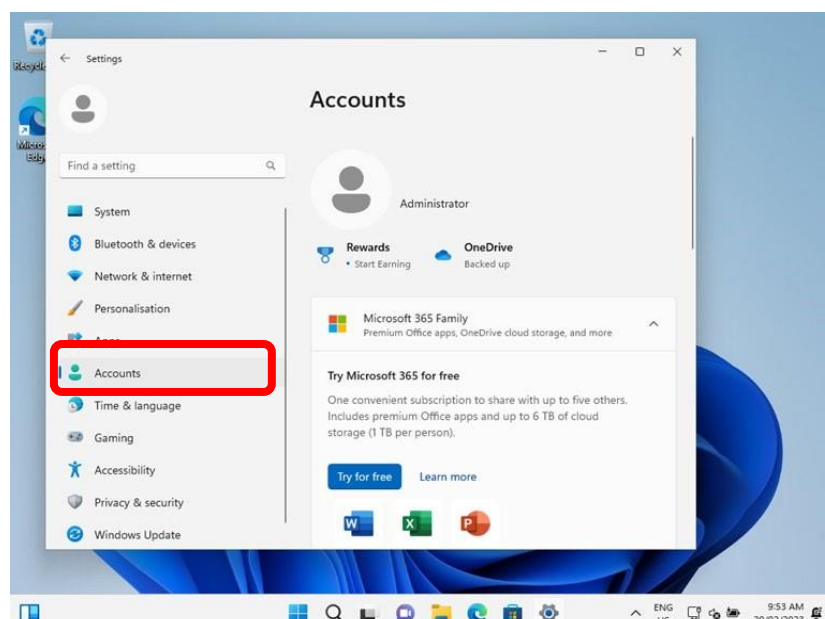 Recycle
Micros
Edge
Settings
Find a setting
System
Bluetooth & devices
Network & internet
Personalisation
Accounts
Time & language
Gaming
Accessibility
Privacy & security
Windows Update
Accounts
Administrator
Rewards
• Start Earning
OneDrive
Backed up
Microsoft 365 Family
Premium Office apps, OneDrive cloud storage, and more
Try Microsoft 365 for free
One convenient subscription to share with up to five others.
Includes premium Office apps and up to 6 TB of cloud
storage (1 TB per person).
Try for free
Learn more
W
X
P
ENG
9:53 AM